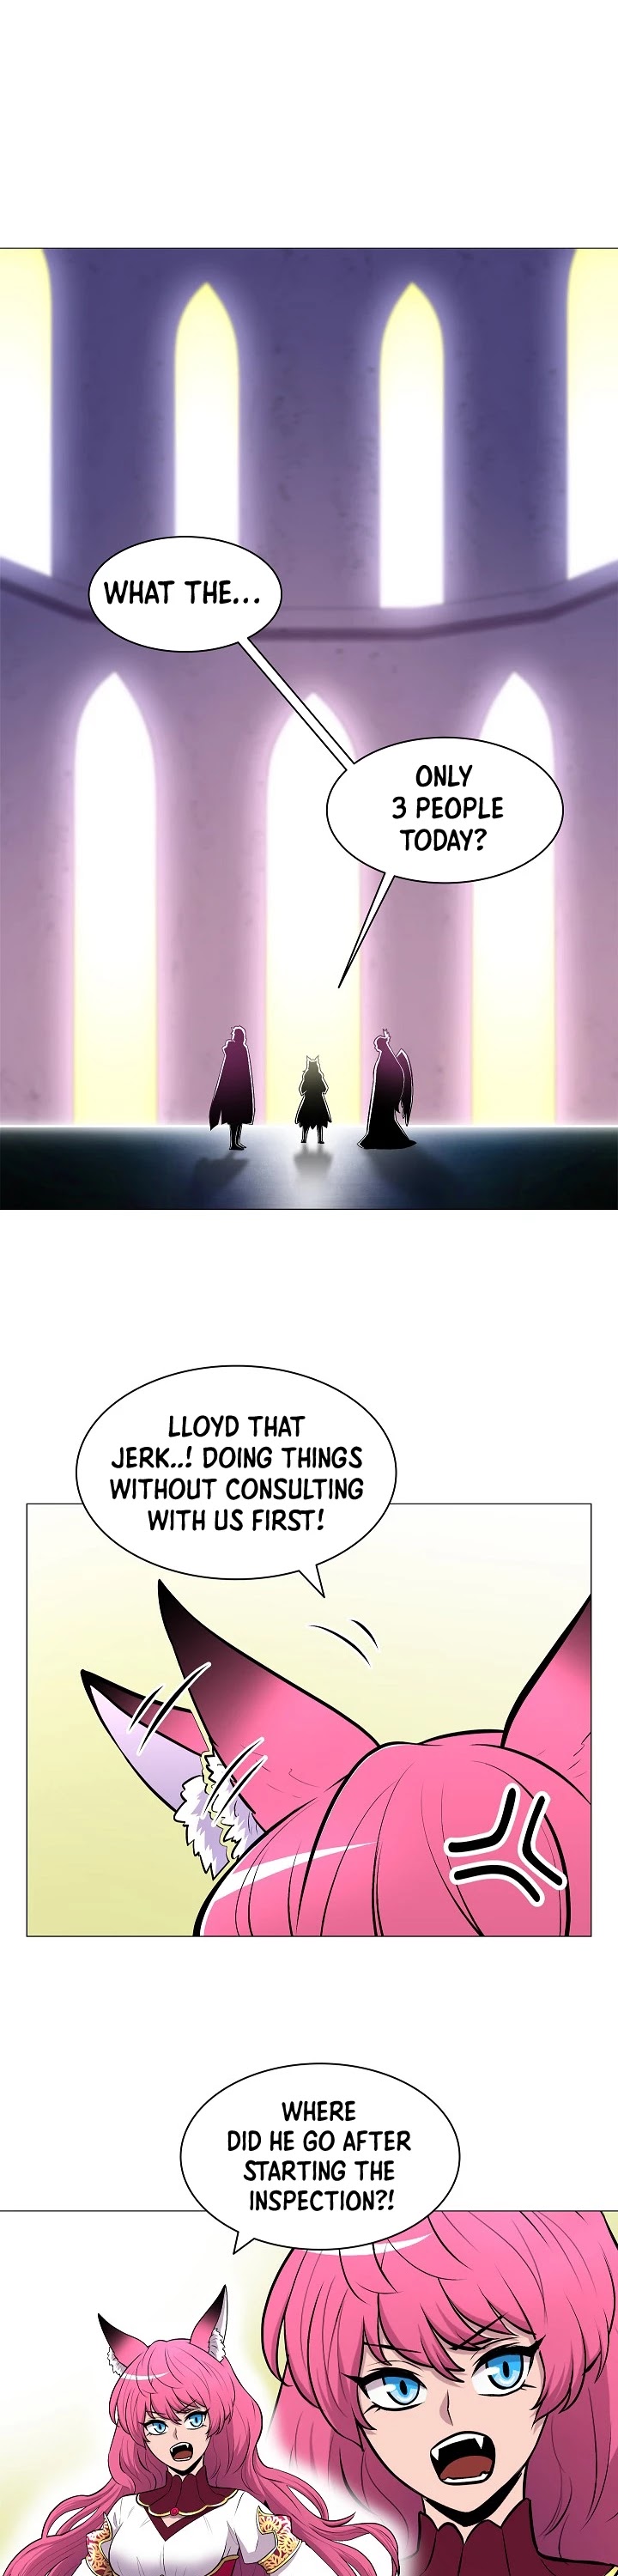 WHAT THE...
ONLY
3 PEOPLE
TODAY?
LLOYD THAT
JERK..! DOING THINGS
WITHOUT CONSULTING
WITH US FIRST!
WHERE
DID HE GO AFTER
STARTING THE
INSPECTION?!